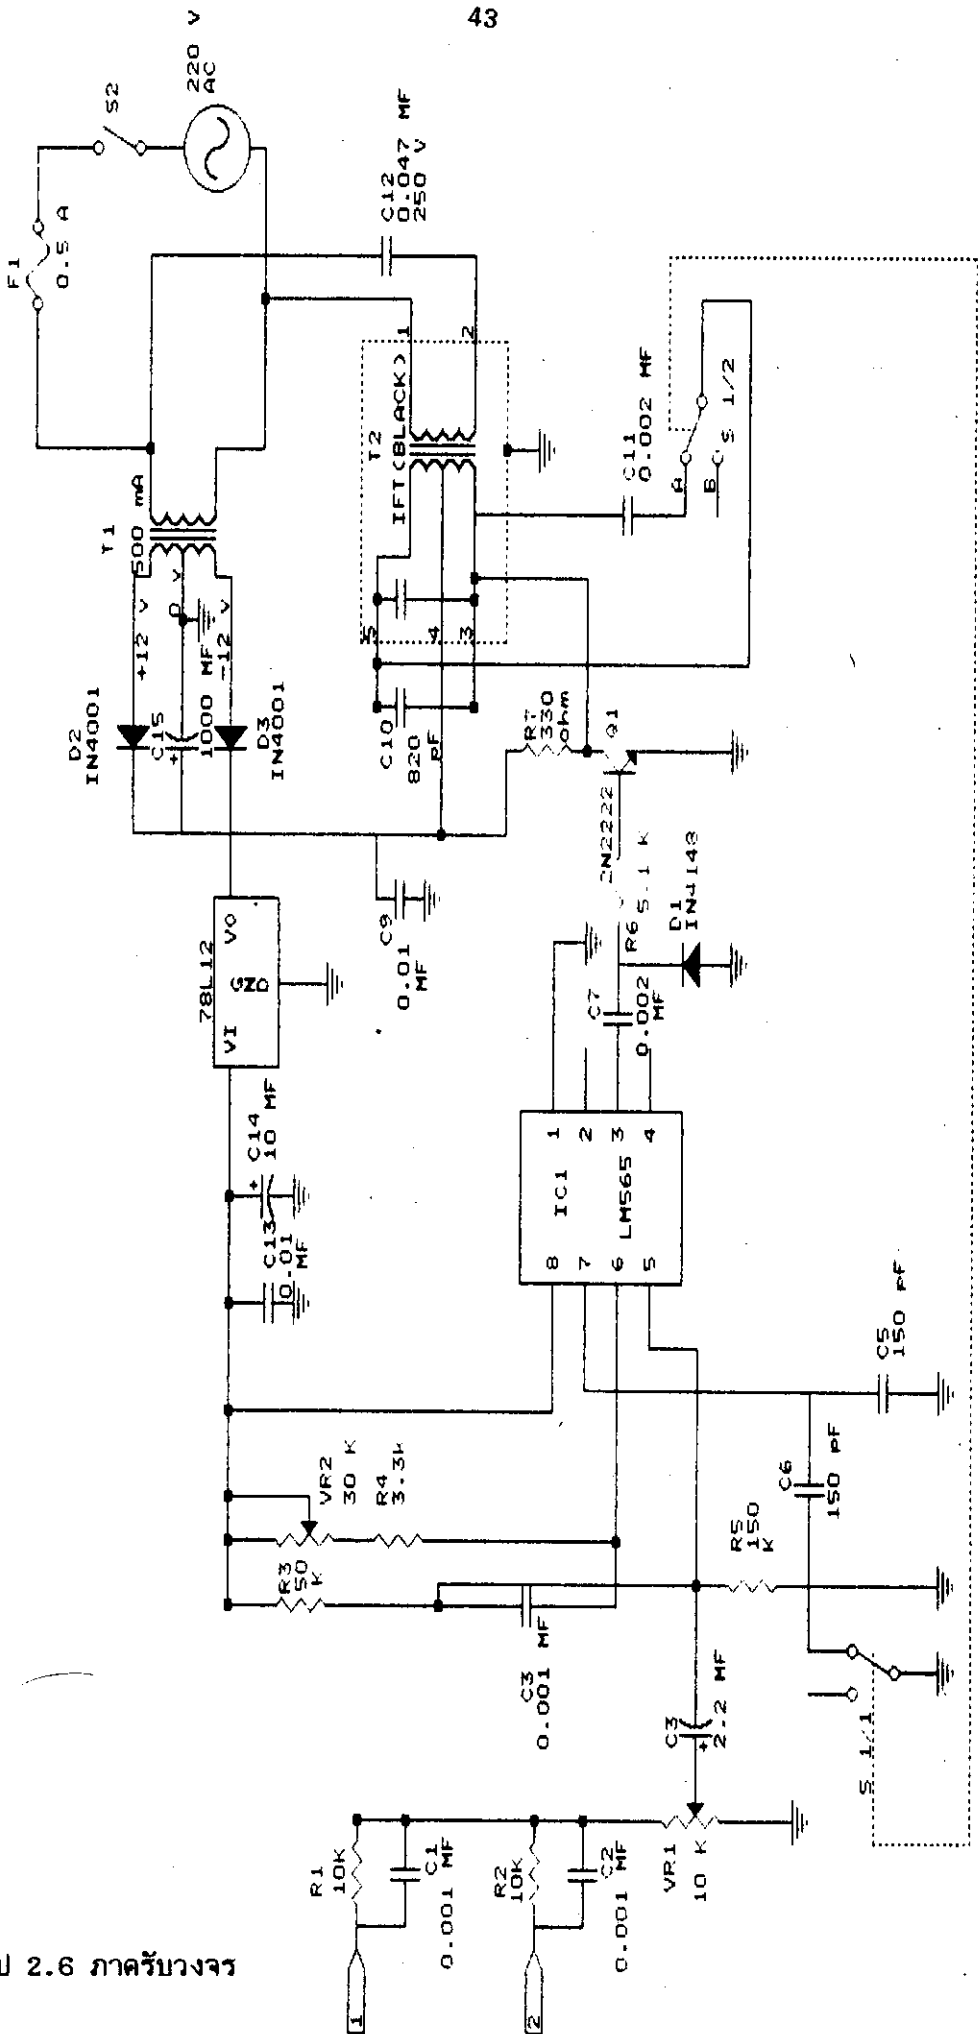 43
F1
0.5 A
S2
220 V
AC
T1
500 mA
+12 V
0 V
-12 V
D2
IN4001
C15
1000 MF
D3
IN4001
78L12
VI
VO
GND
C14
10 MF
C13
0.01
MF
C9
0.01
MF
C12
0.047 MF
250 V
T2
IFT(BLACK)
1
2
5
4
3
C10
820
PF
C11
0.002 MF
A
B
S 1/2
R7
330
ohm
Q1
2N2222
R6
5.1 K
D1
IN4148
C7
0.002
MF
IC1
LM565
1
2
3
4
8
7
6
5
VR2
30 K
R4
3.3K
R3
50
K
C3
0.001 MF
R5
150
K
C6
150 PF
C5
150 PF
C3
2.2 MF
S 1/1
VR1
10 K
R1
10K
C1
0.001 MF
R2
10K
C2
0.001 MF
1
2
2.6 ภาครับวงจร